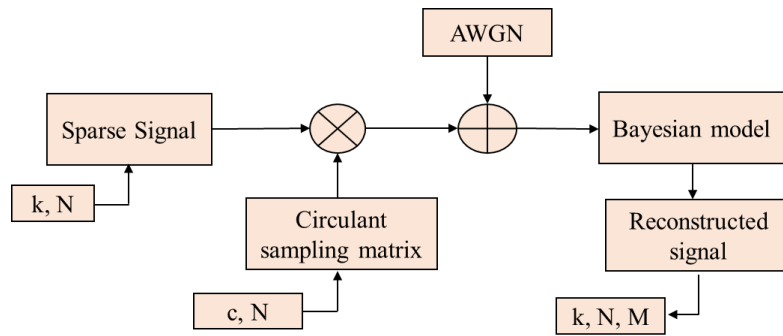 AWGN
Sparse Signal
Bayesian model
k, N
Circulant
sampling matrix
Reconstructed
signal
c, N
k, N, M